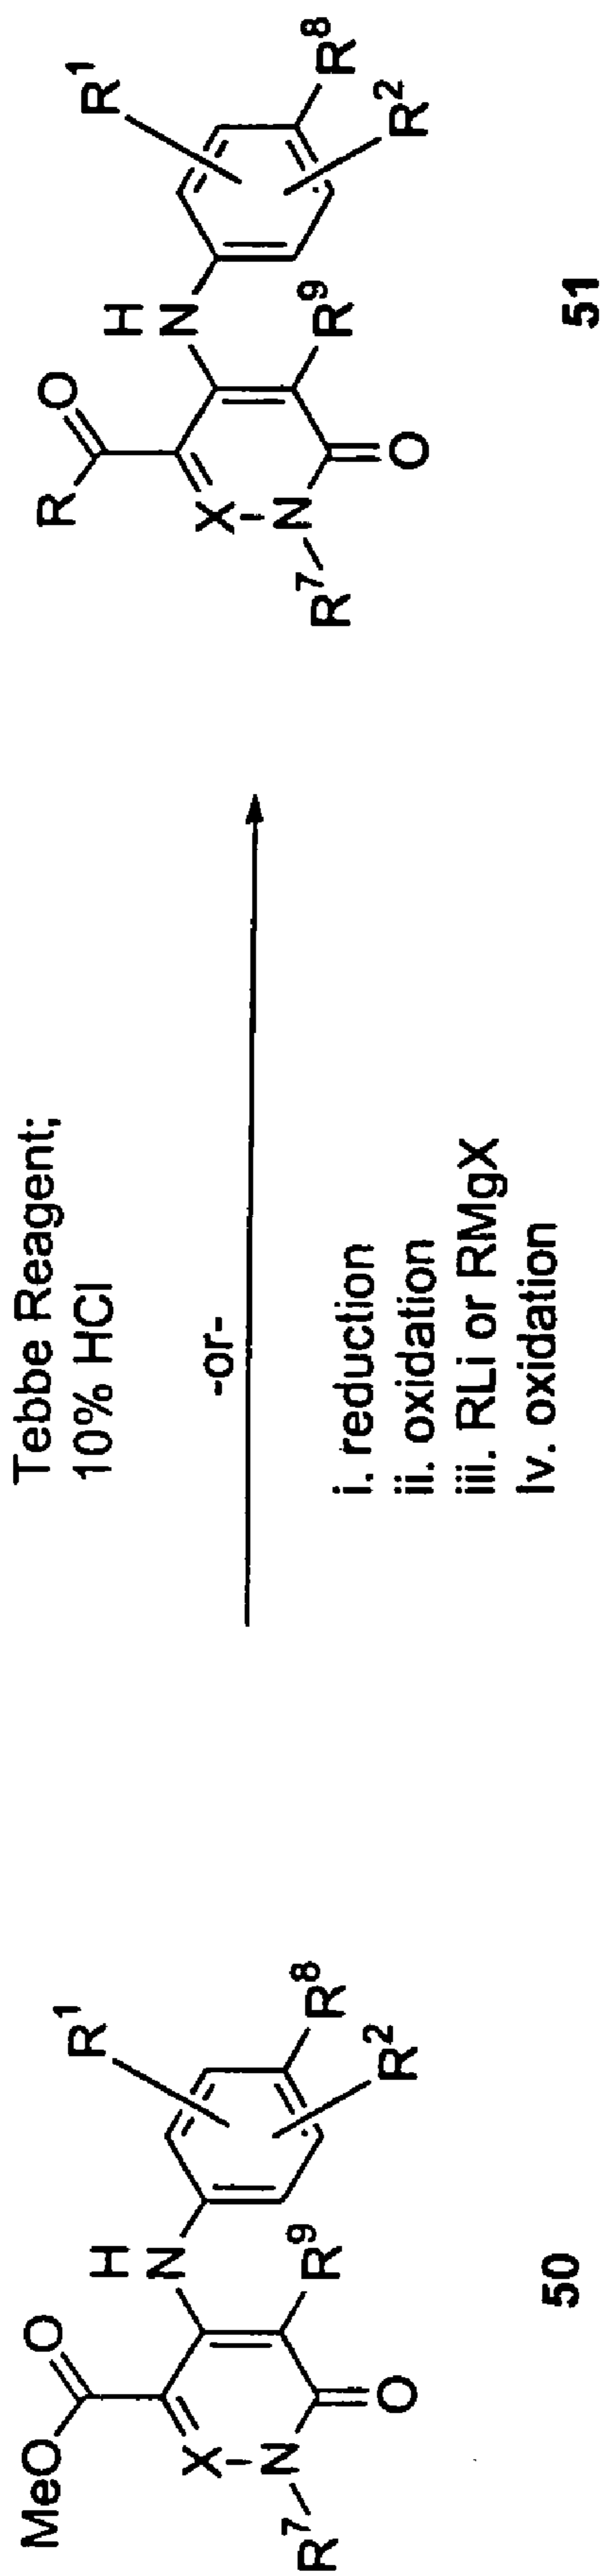 MeO
O
H
N
R1
R8
R2
R9
X
N
R7
O
50
Tebbe Reagent;
10% HCl
-or-
i. reduction
ii. oxidation
iii. RLi or RMgX
Iv. oxidation
R
O
H
N
R1
R8
R2
R9
X
N
R7
O
51